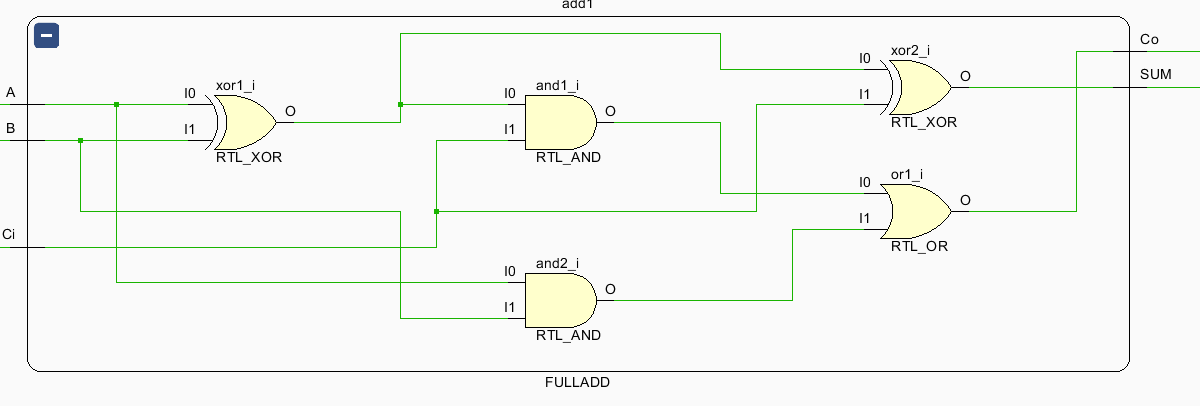 add1
A
B
Ci
I0
I1
xor1_i
O
RTL_XOR
I0
I1
and1_i
O
RTL_AND
I0
I1
and2_i
O
RTL_AND
I0
I1
xor2_i
O
RTL_XOR
I0
I1
or1_i
O
RTL_OR
Co
SUM
FULLADD